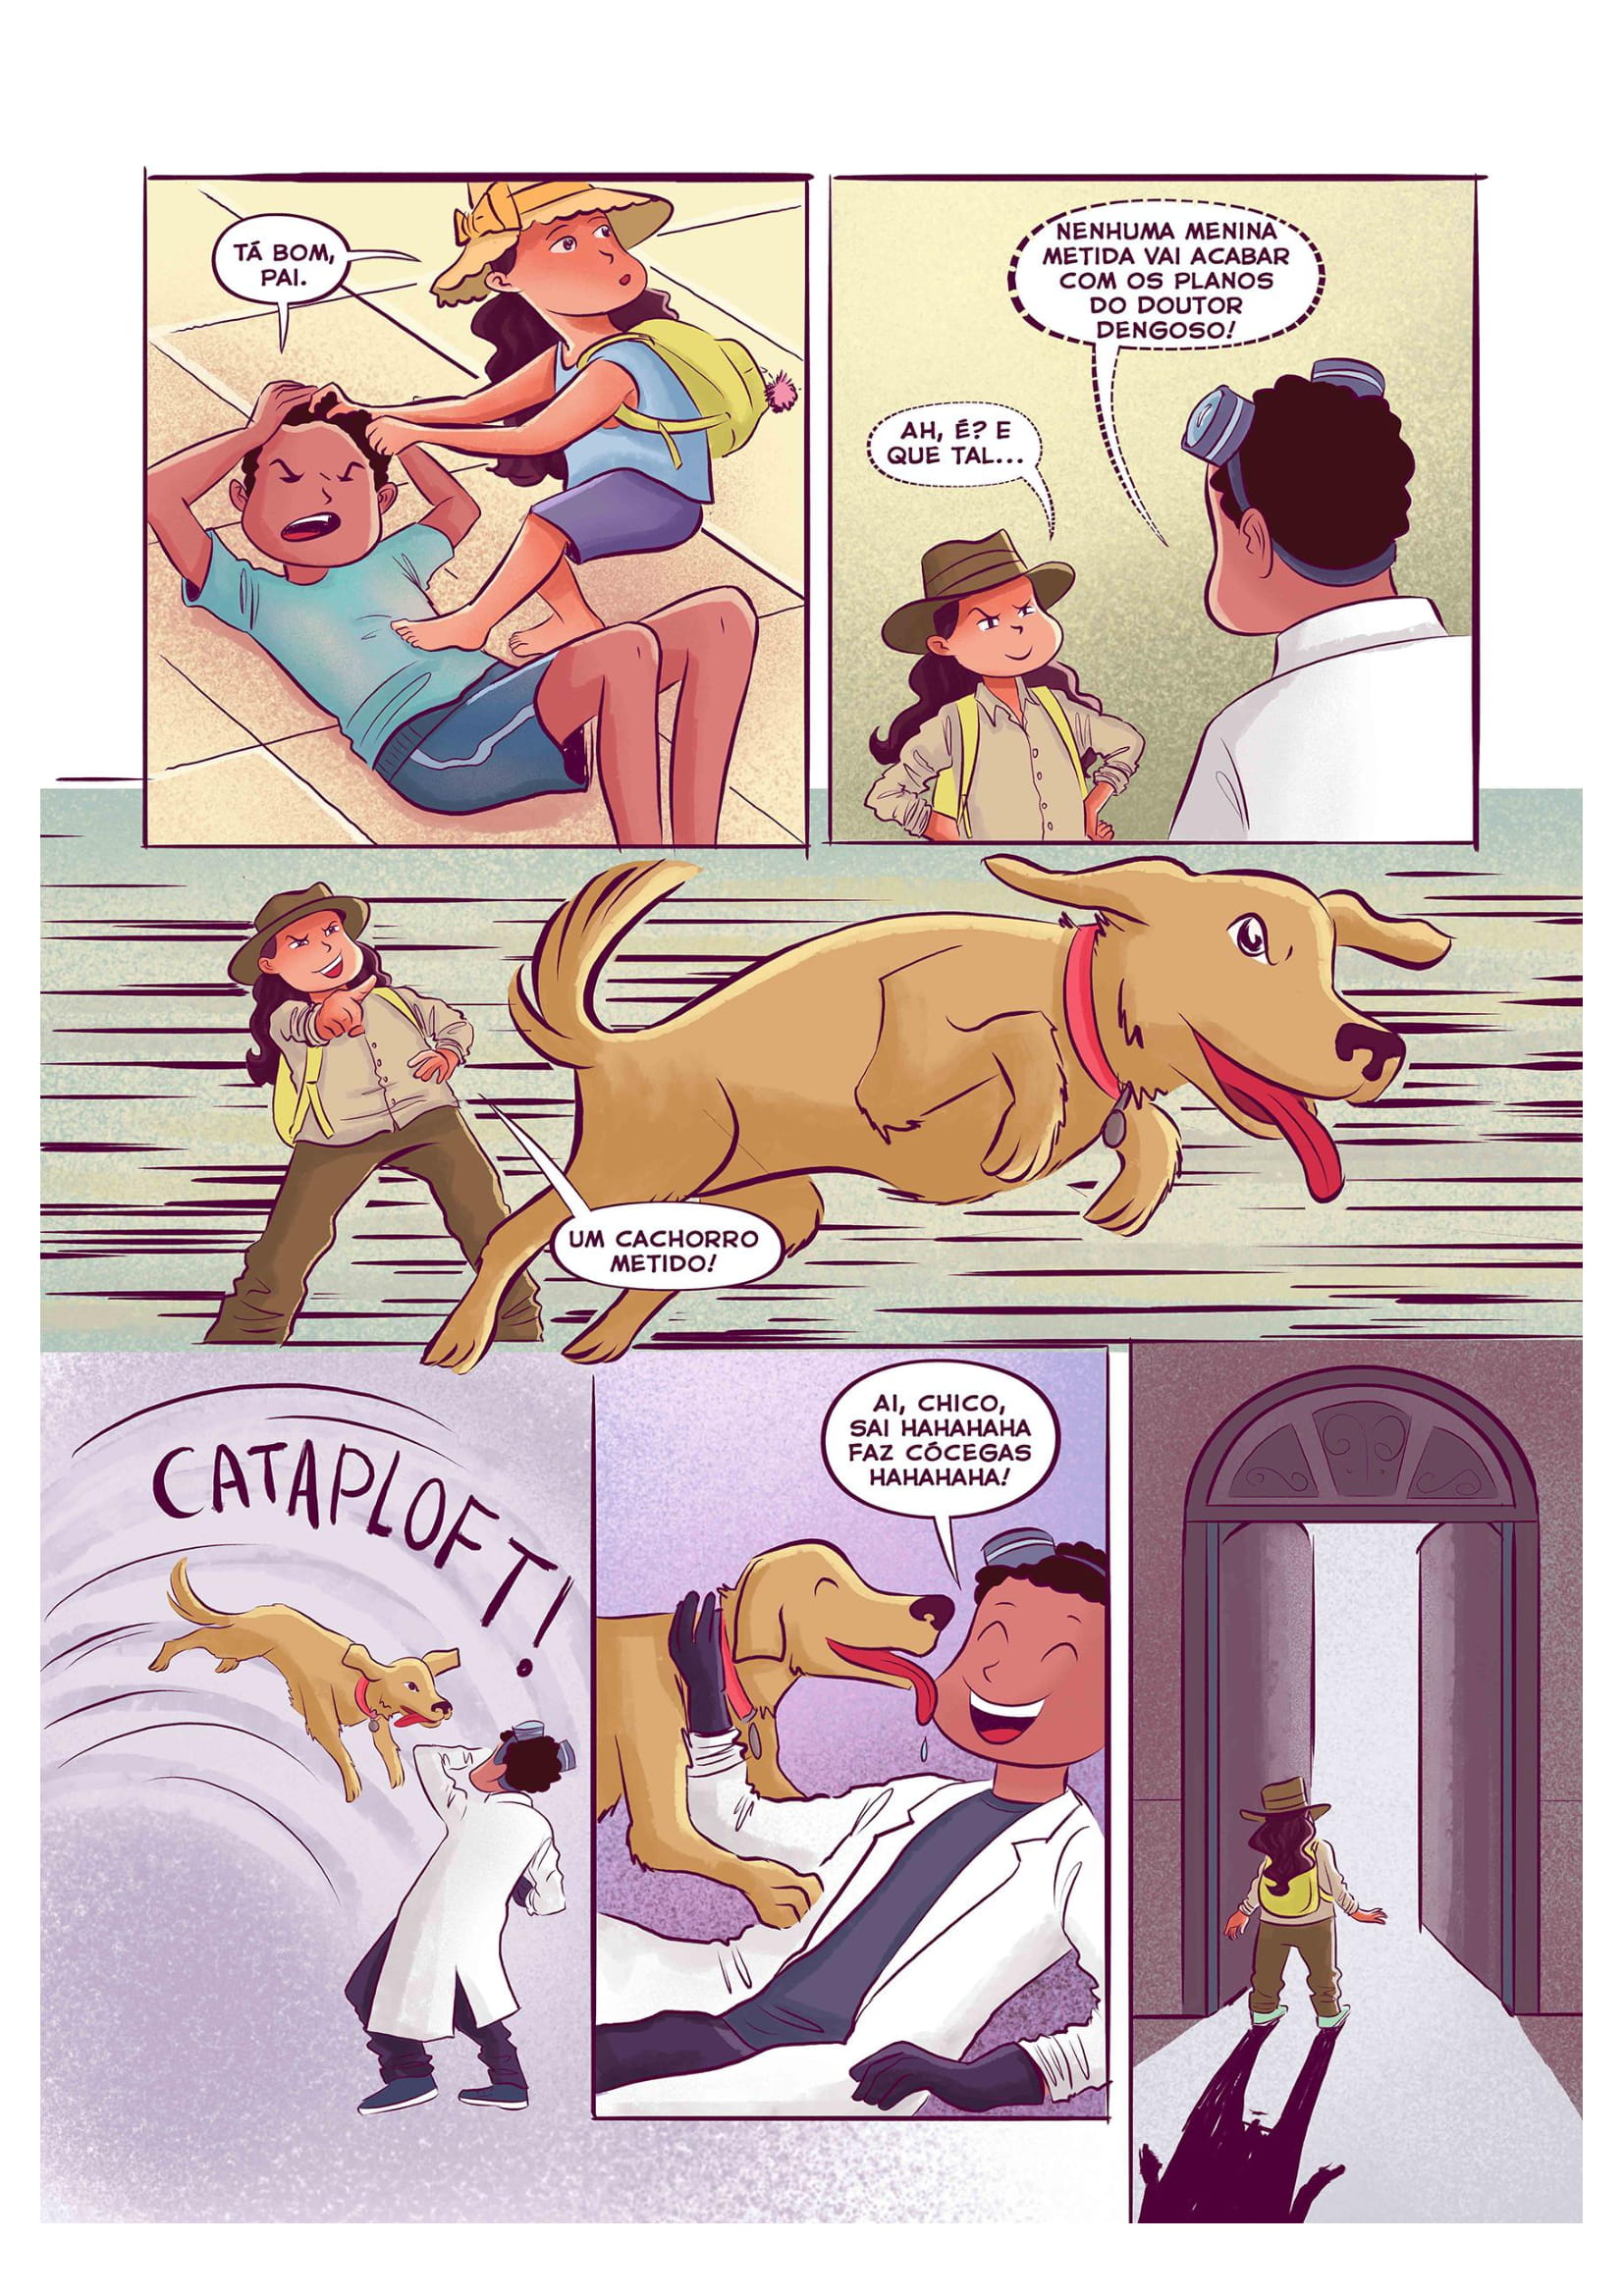 TÁ BOM,
PAI.
NENHUMA MENINA
METIDA VAI ACABAR
COM OS PLANOS
DO DOUTOR
DENGOSO!
AH, É? E
QUE TAL...
UM CACHORRO
METIDO!
CATAPLOFT!
AI, CHICO,
SAI HAHAHAHA
FAZ CÓCEGAS
HAHAHAHA!